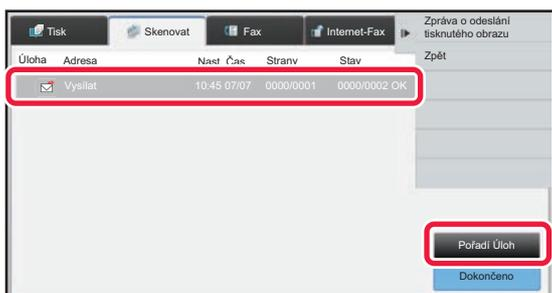 Tisk Skenovat Fax Internet-Fax
Zpráva o odeslání
tisknutého obrazu
Zpět
Úloha Adresa Nast. Čas Strany Stav
Vysílat 10:45 07/07 0000/0001 0000/0002 OK
Pořadí Úloh
Dokončeno